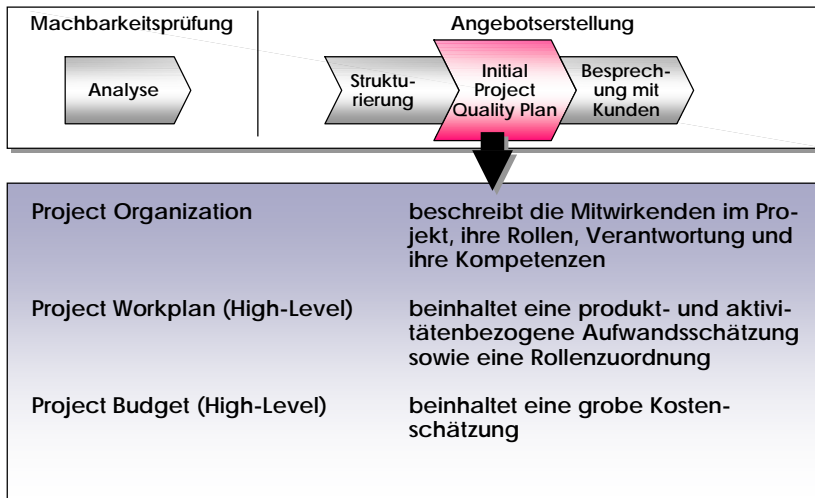 Machbarkeitsprüfung
Angebotserstellung
Analyse
Struktu-
rierung
Initial
Project
Quality Plan
Besprech-
ung mit
Kunden
Project Organization
beschreibt die Mitwirkenden im Pro-
jekt, ihre Rollen, Verantwortung und
ihre Kompetenzen
Project Workplan (High-Level)
beinhaltet eine produkt- und aktivi-
tätenbezogene Aufwandsschätzung
sowie eine Rollenzuordnung
Project Budget (High-Level)
beinhaltet eine grobe Kosten-
schätzung